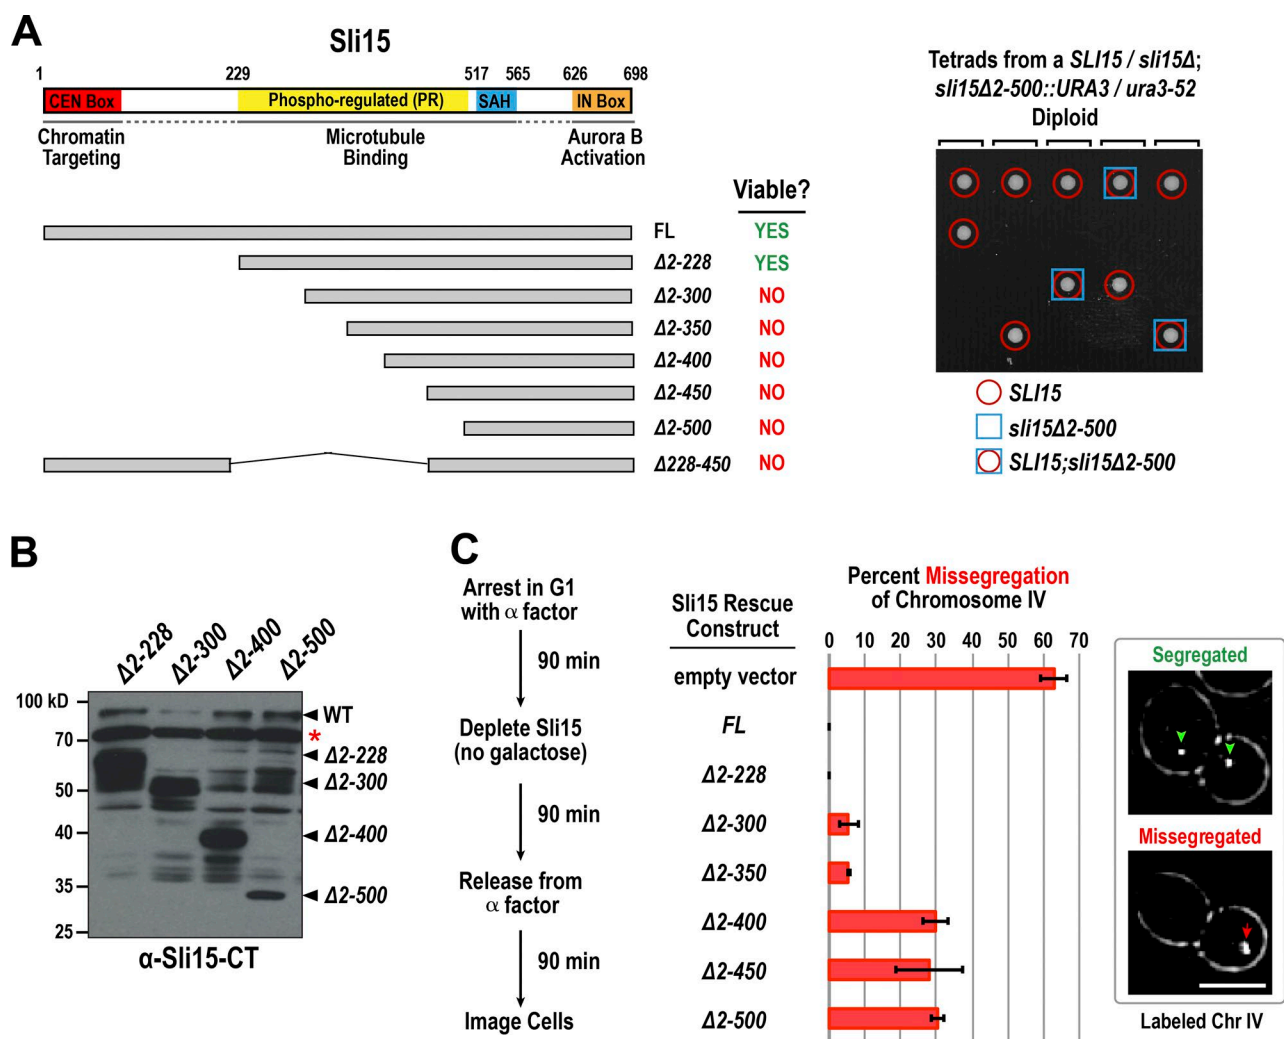 A
Sli15
1 229 517 565 626 698
CEN Box Phospho-regulated (PR) SAH IN Box
Chromatin Targeting
Microtubule Binding
Aurora B Activation
Viable?
FL YES
Δ2-228 YES
Δ2-300 NO
Δ2-350 NO
Δ2-400 NO
Δ2-450 NO
Δ2-500 NO
Δ228-450 NO
Tetrads from a SLI15 / sli15Δ;
sli15Δ2-500::URA3 / ura3-52
Diploid
SLI15
sli15Δ2-500
SLI15;sli15Δ2-500
B
Δ2-228 Δ2-300 Δ2-400 Δ2-500
100 kD
70
50
40
35
25
WT
*
Δ2-228
Δ2-300
Δ2-400
Δ2-500
α-Sli15-CT
C
Arrest in G1
with α factor
90 min
Deplete Sli15
(no galactose)
90 min
Release from
α factor
90 min
Image Cells
Sli15 Rescue
Construct
Percent Missegregation
of Chromosome IV
0 10 20 30 40 50 60 70
empty vector
FL
Δ2-228
Δ2-300
Δ2-350
Δ2-400
Δ2-450
Δ2-500
Segregated
Missegregated
Labeled Chr IV